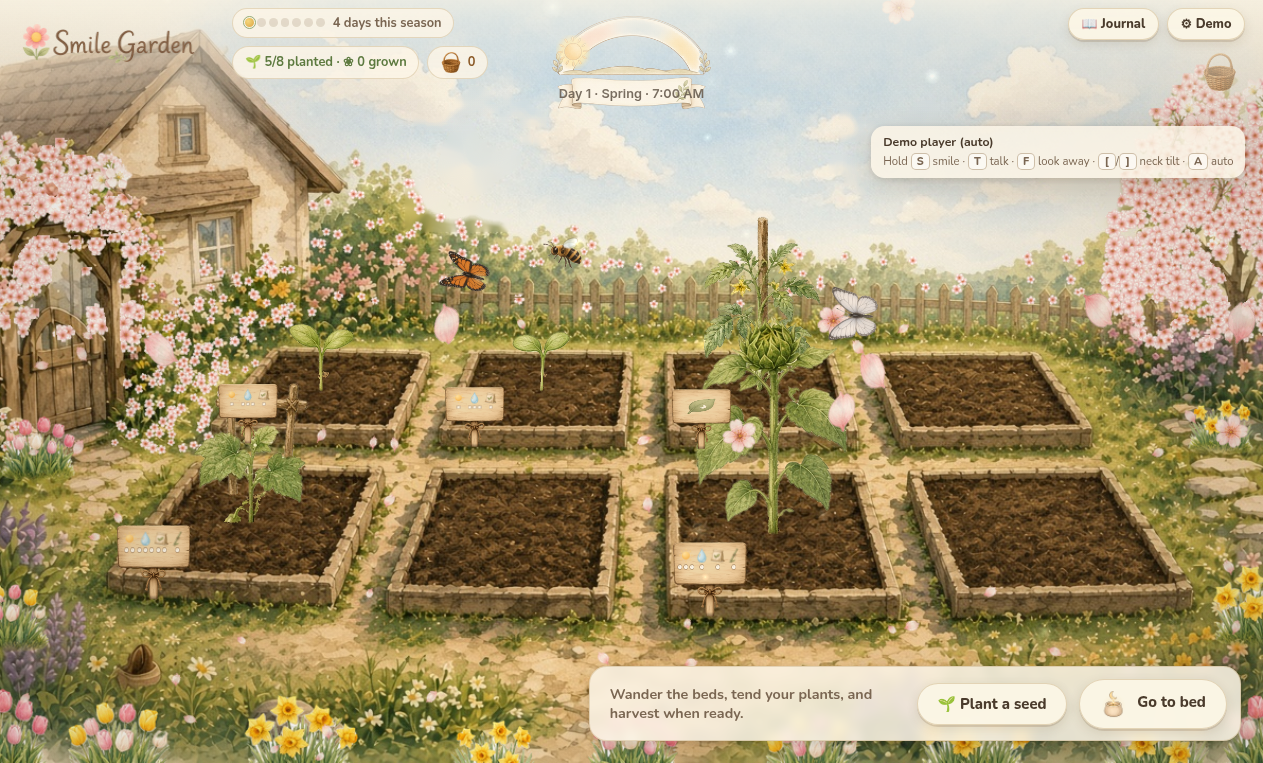 Smile Garden
4 days this season
5/8 planted · 0 grown
0
Day 1 · Spring · 7:00 AM
Journal
Demo
Demo player (auto)
Hold S smile · T talk · F look away · [ / ] neck tilt · A auto
Wander the beds, tend your plants, and
harvest when ready.
Plant a seed
Go to bed